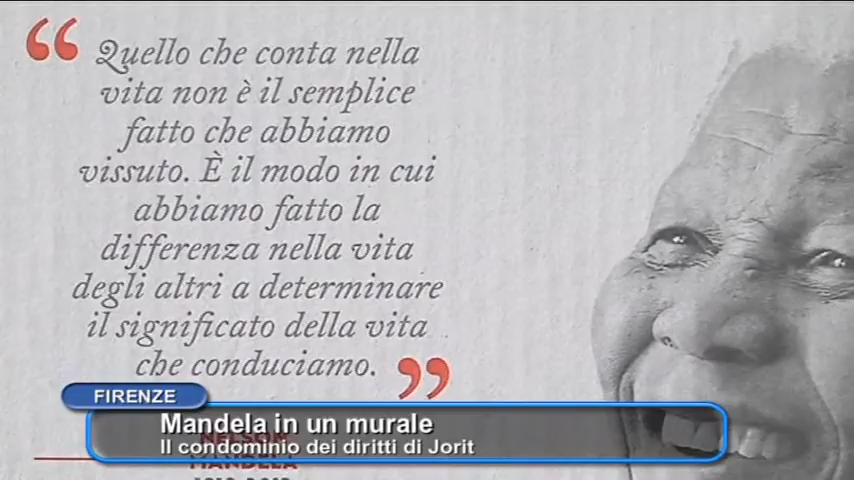 “ Quello che conta nella
vita non è il semplice
fatto che abbiamo
vissuto. È il modo in cui
abbiamo fatto la
differenza nella vita
degli altri a determinare
il significato della vita
che conduciamo. ”
FIRENZE
Mandela in un murale
Il condominio dei diritti di Jorit
NELSON
MANDELA